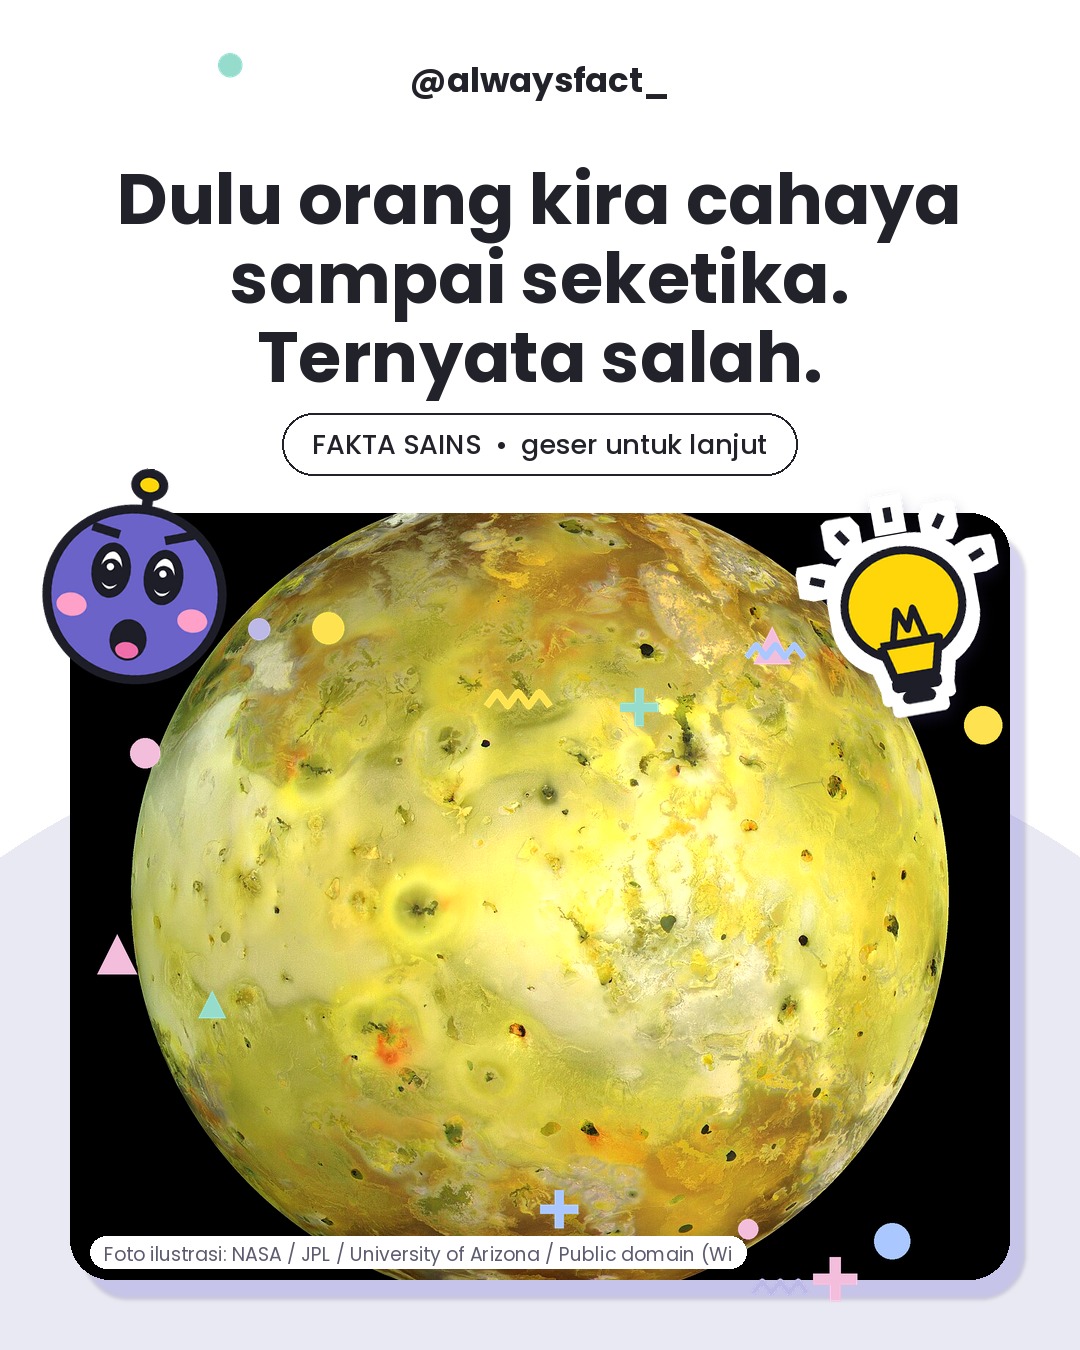 @alwaysfact_
Dulu orang kira cahaya
sampai seketika.
Ternyata salah.
FAKTA SAINS • geser untuk lanjut
Foto ilustrasi: NASA / JPL / University of Arizona / Public domain (Wi